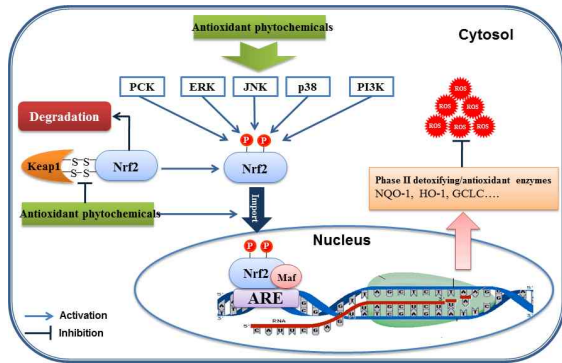 Antioxidant phytochemicals
Cytosol
PCK
ERK
JNK
p38
PI3K
ROS
ROS ROS ROS
ROS ROS
ROS
Degradation
P P
Keap1
S-S
S-S
Nrf2
Nrf2
Phase II detoxifying/antioxidant enzymes
NQO-1, HO-1, GCLC....
Antioxidant phytochemicals
Import
Nucleus
P P
Nrf2
Maf
ARE
RNA
Activation
Inhibition